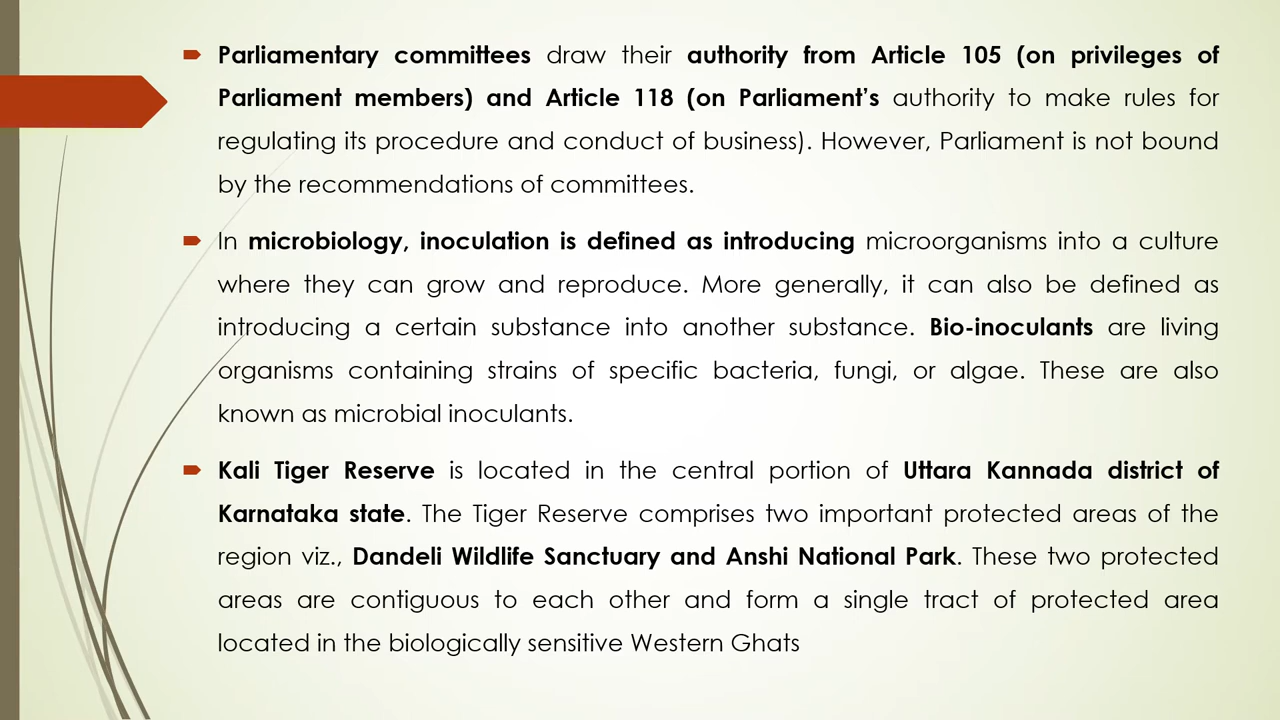 Parliamentary committees draw their authority from Article 105 (on privileges of
Parliament members) and Article 118 (on Parliament’s authority to make rules for
regulating its procedure and conduct of business). However, Parliament is not bound
by the recommendations of committees.
In microbiology, inoculation is defined as introducing microorganisms into a culture
where they can grow and reproduce. More generally, it can also be defined as
introducing a certain substance into another substance. Bio-inoculants are living
organisms containing strains of specific bacteria, fungi, or algae. These are also
known as microbial inoculants.
Kali Tiger Reserve is located in the central portion of Uttara Kannada district of
Karnataka state. The Tiger Reserve comprises two important protected areas of the
region viz., Dandeli Wildlife Sanctuary and Anshi National Park. These two protected
areas are contiguous to each other and form a single tract of protected area
located in the biologically sensitive Western Ghats